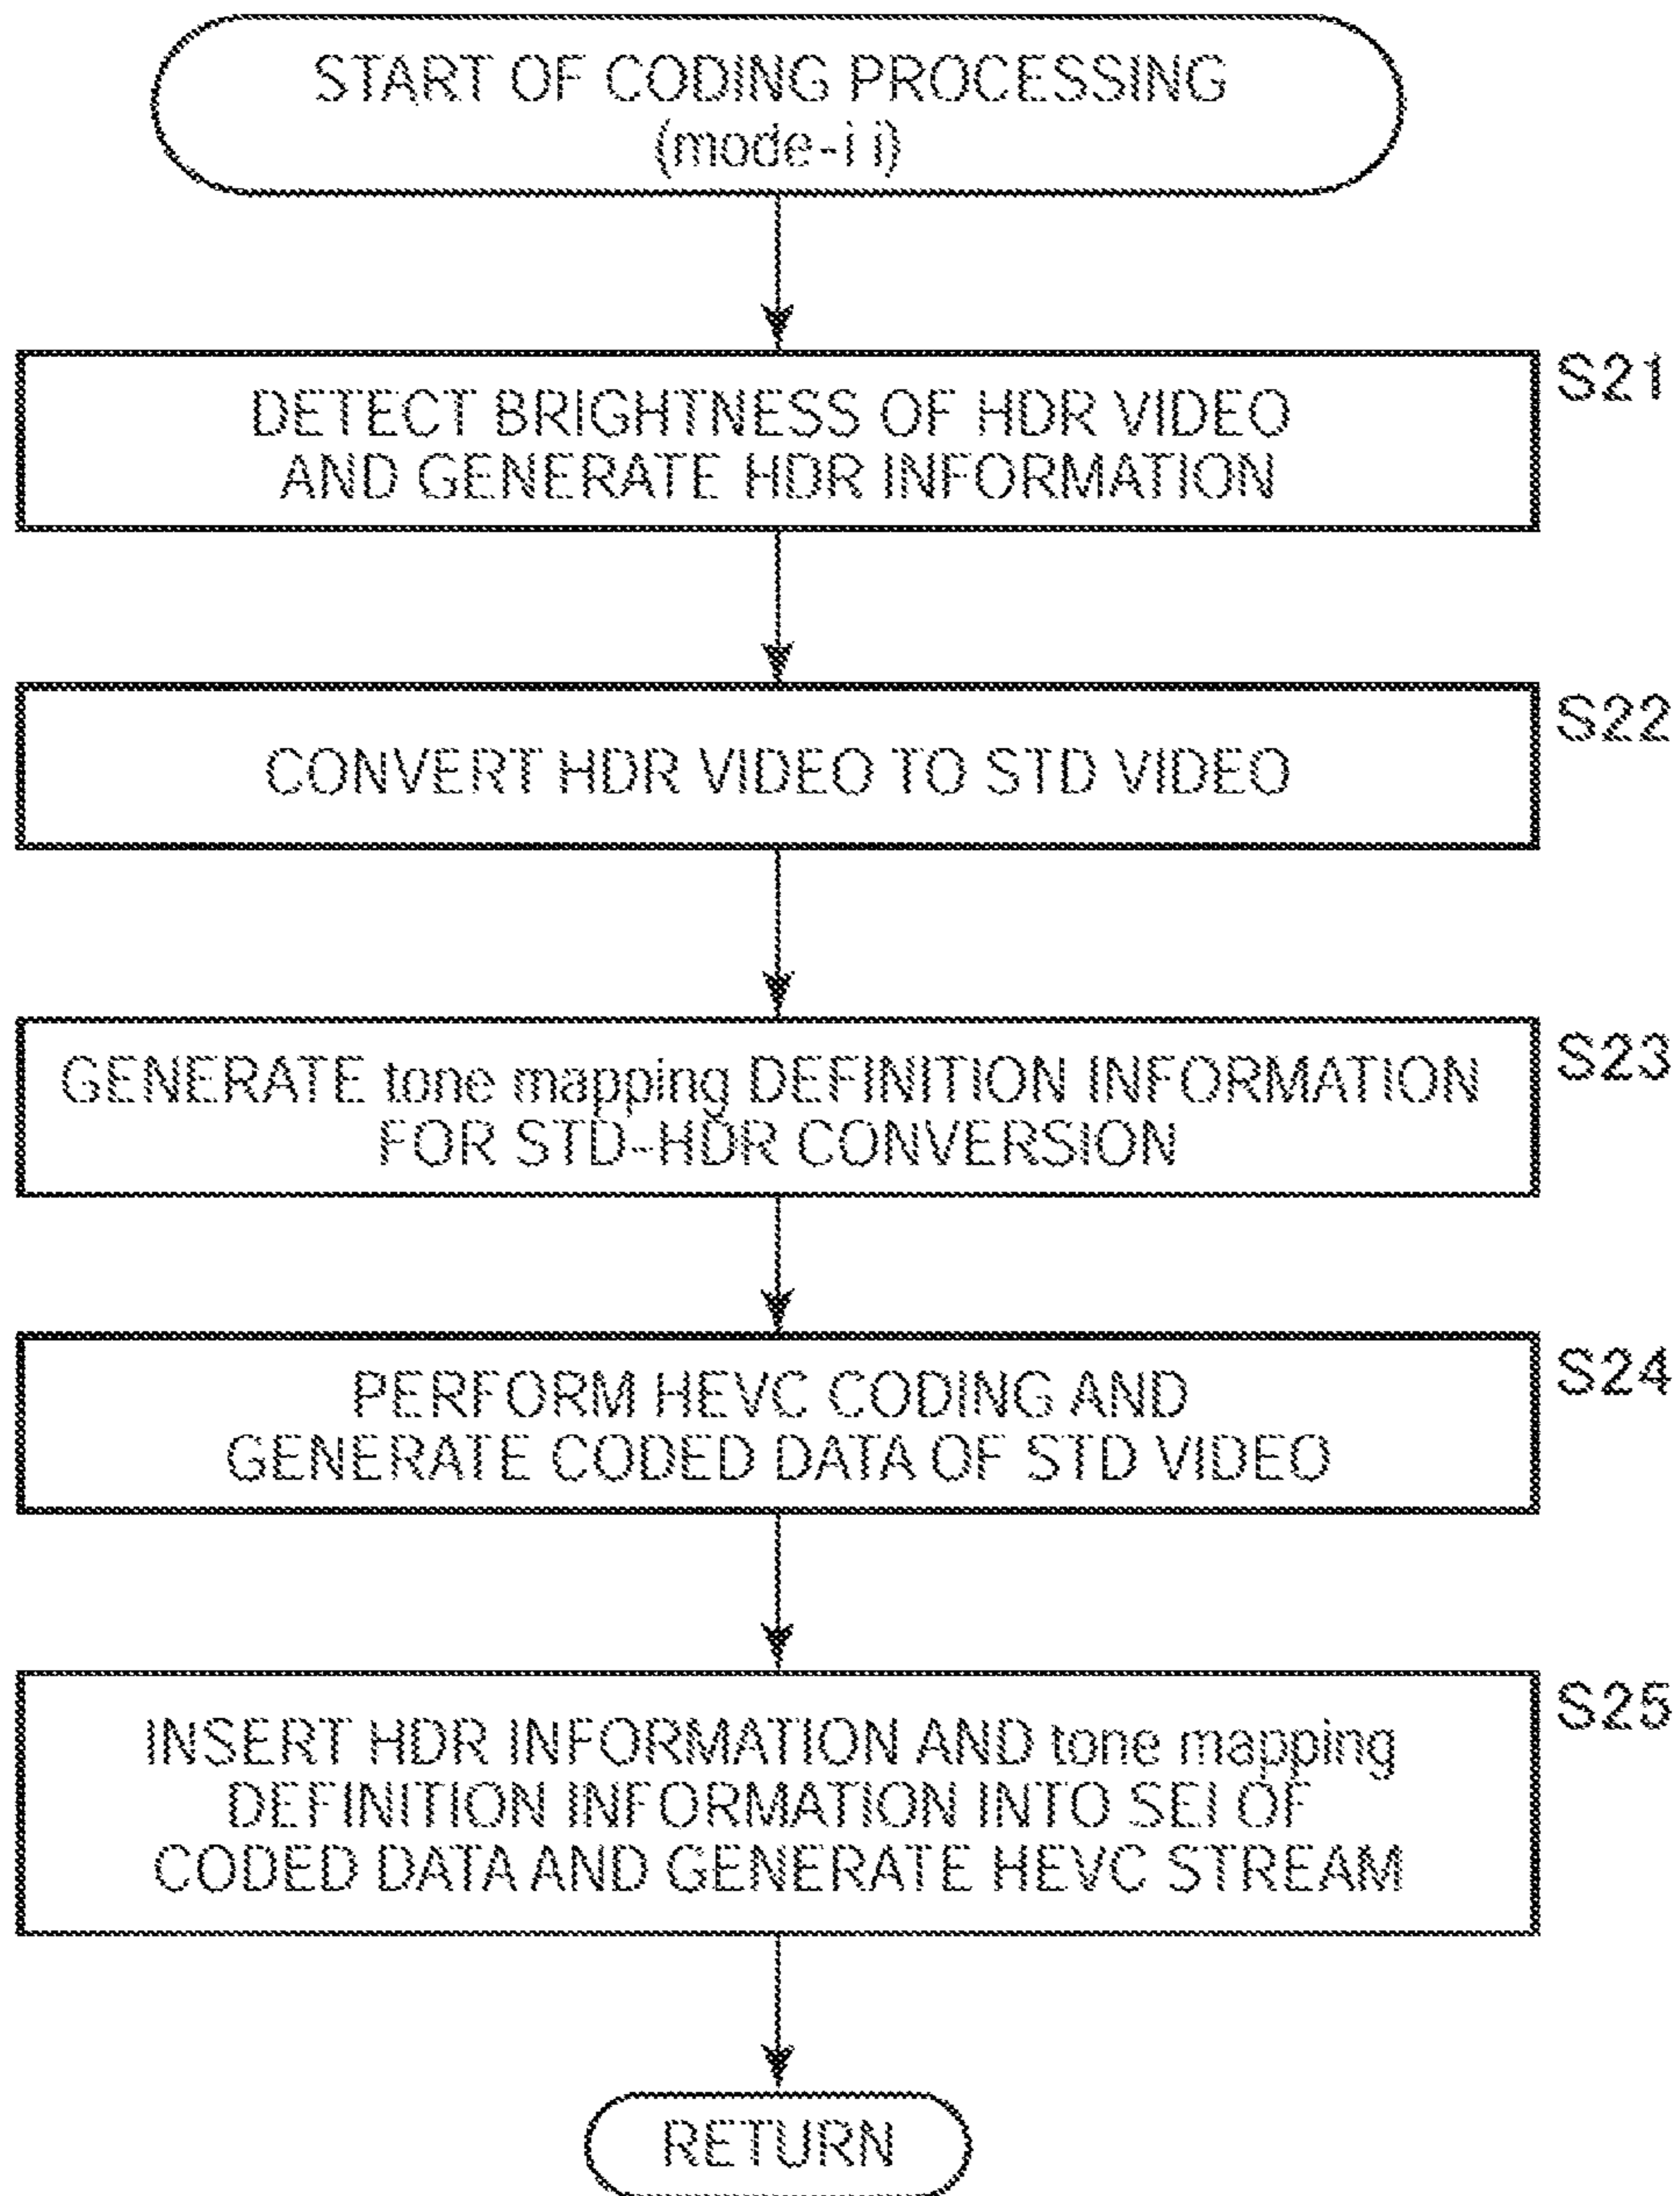 START OF CODING PROCESSING
(mode-ii)
S21
DETECT BRIGHTNESS OF HDR VIDEO
AND GENERATE HDR INFORMATION
S22
CONVERT HDR VIDEO TO STD VIDEO
S23
GENERATE tone mapping DEFINITION INFORMATION
FOR STD-HDR CONVERSION
S24
PERFORM HEVC CODING AND
GENERATE CODED DATA OF STD VIDEO
S25
INSERT HDR INFORMATION AND tone mapping
DEFINITION INFORMATION INTO SEI OF
CODED DATA AND GENERATE HEVC STREAM
RETURN